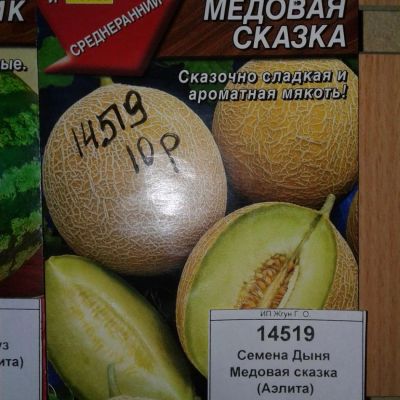 МЕДОВАЯ
СКАЗКА
СРЕДНЕРАННИЙ
Сказочно сладкая и
ароматная мякоть!
14519
10р
ИП Жгун Г. О.
14519
Семена Дыня
Медовая сказка
(Аэлита)